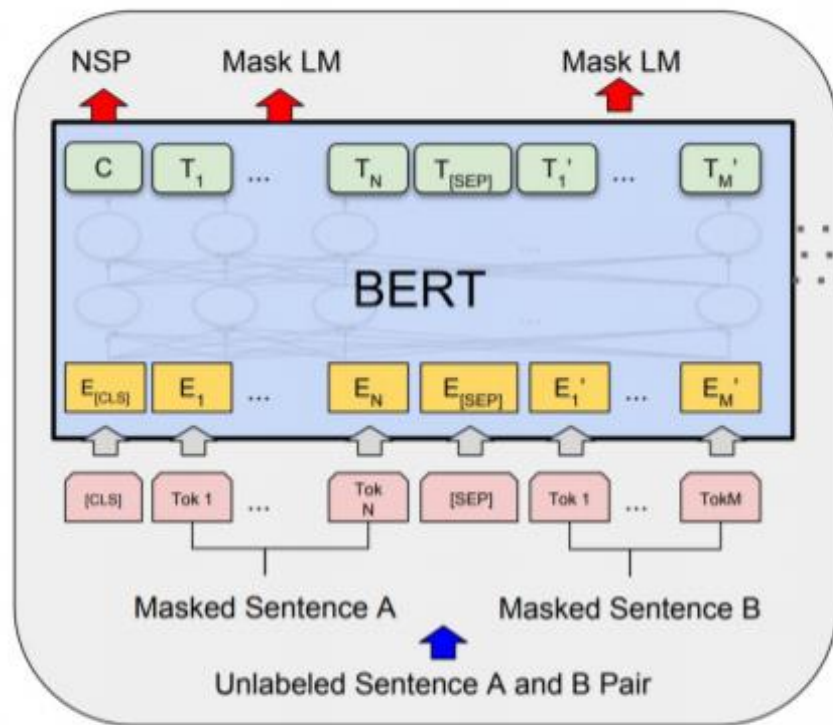 NSP Mask LM Mask LM
C T1 ... TN T[SEP] T1' ... TM'
...
BERT
...
E[CLS] E1 ... EN E[SEP] E1' ... EM'
[CLS] Tok 1 ... Tok N [SEP] Tok 1 ... TokM
Masked Sentence A Masked Sentence B
Unlabeled Sentence A and B Pair